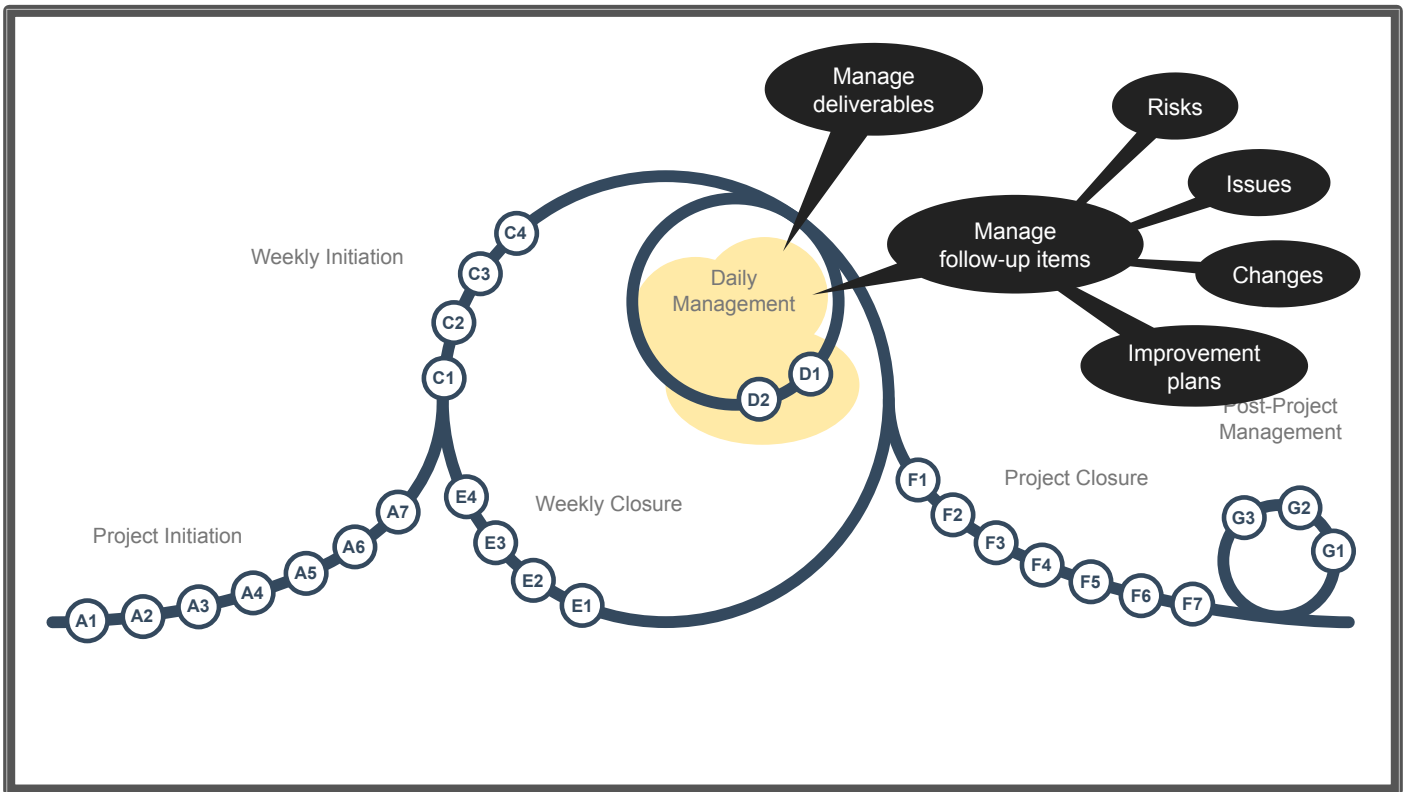 Manage
deliverables
Risks
Issues
Manage
follow-up items
Changes
Improvement
plans
Weekly Initiation
C4
C3
C2
C1
Daily
Management
D1
D2
Post-Project
Management
Project Closure
Weekly Closure
Project Initiation
A1
A2
A3
A4
A5
A6
A7
E4
E3
E2
E1
F1
F2
F3
F4
F5
F6
F7
G3
G2
G1